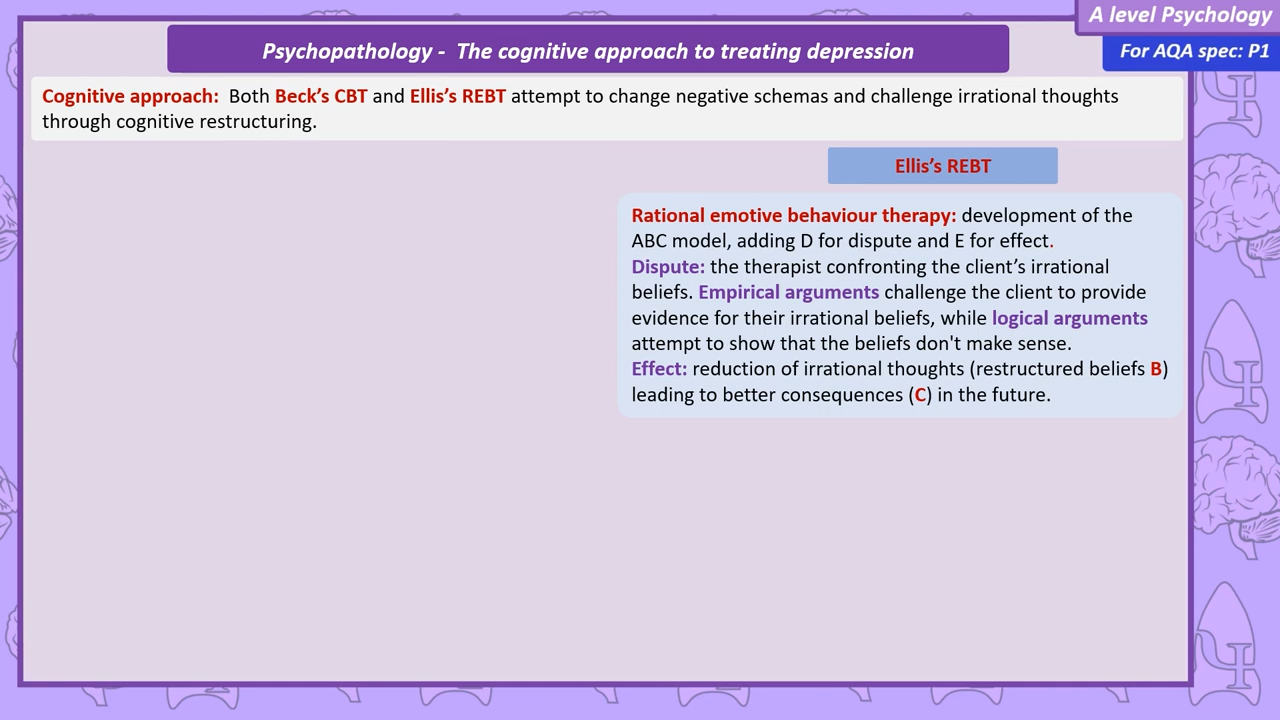 A level Psychology
Psychopathology - The cognitive approach to treating depression
For AQA spec: P1
Cognitive approach: Both Beck’s CBT and Ellis’s REBT attempt to change negative schemas and challenge irrational thoughts
through cognitive restructuring.
Ellis’s REBT
Rational emotive behaviour therapy: development of the
ABC model, adding D for dispute and E for effect.
Dispute: the therapist confronting the client’s irrational
beliefs. Empirical arguments challenge the client to provide
evidence for their irrational beliefs, while logical arguments
attempt to show that the beliefs don't make sense.
Effect: reduction of irrational thoughts (restructured beliefs B)
leading to better consequences (C) in the future.